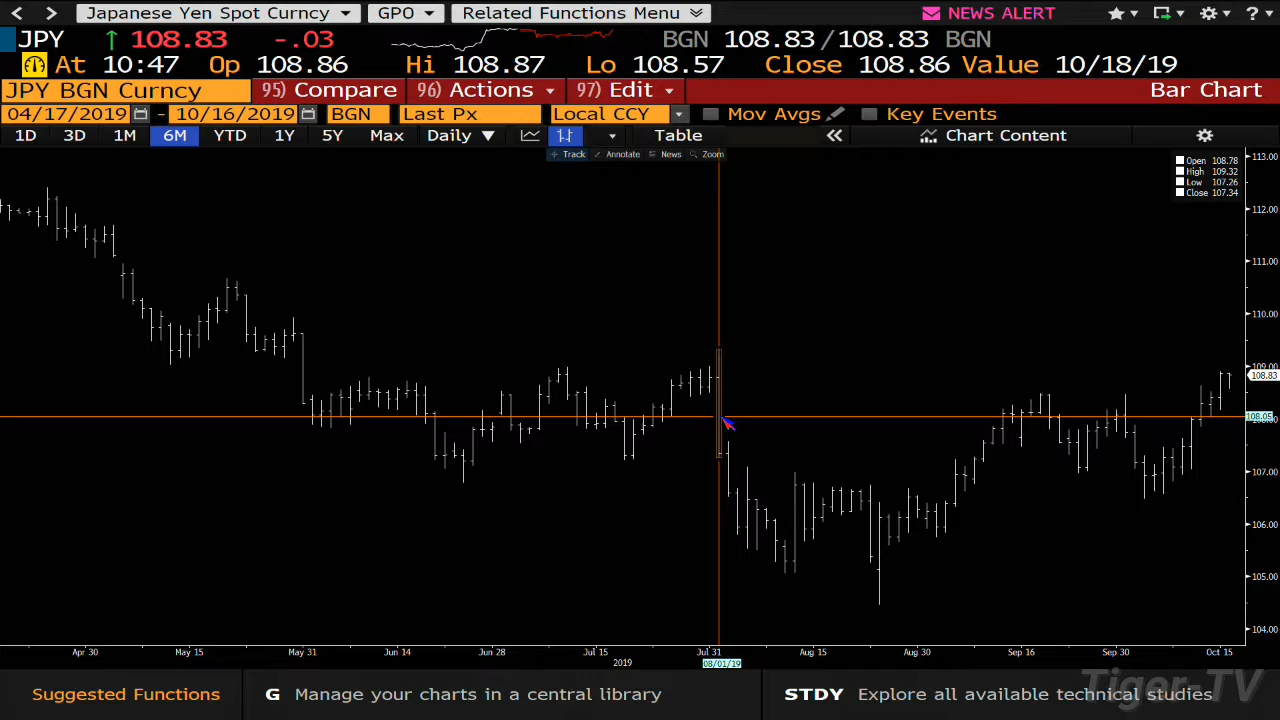 Japanese Yen Spot Curncy GPO Related Functions Menu NEWS ALERT ?
JPY 108.83 -.03 BGN 108.83/108.83 BGN
At 10:47 Op 108.86 Hi 108.87 Lo 108.57 Close 108.86 Value 10/18/19
JPY BGN Curncy 95) Compare 96) Actions 97) Edit Bar Chart
04/17/2019 - 10/16/2019 BGN Last Px Local CCY Mov Avgs Key Events
1D 3D 1M 6M YTD 1Y 5Y Max Daily Table Chart Content
Track Annotate News Zoom
Open 108.78
High 109.32
Low 107.26
Close 107.34
113.00
112.00
111.00
110.00
109.00
108.83
108.05
107.00
106.00
105.00
104.00
Apr 30 May 15 May 31 Jun 14 Jun 28 Jul 15 Jul 31 Aug 15 Aug 30 Sep 16 Sep 30 Oct 15
2019 08/01/19
Suggested Functions G Manage your charts in a central library STDY Explore all available technical studies
Tiger-TV